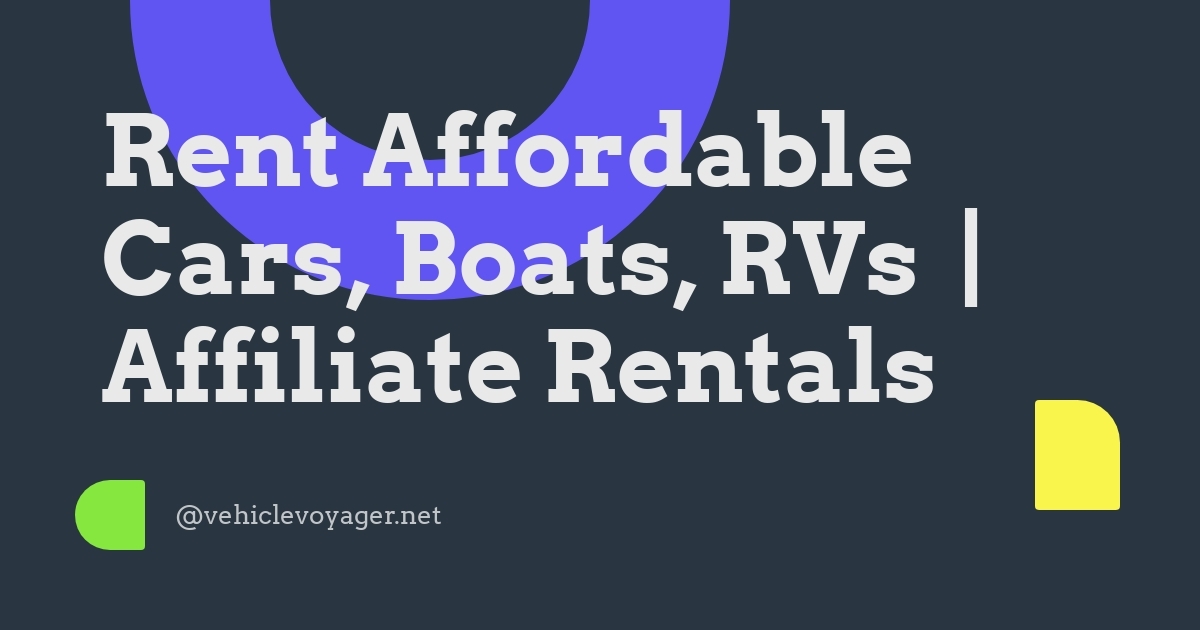 Rent Affordable
Cars, Boats, RVs |
Affiliate Rentals
@vehiclevoyager.net